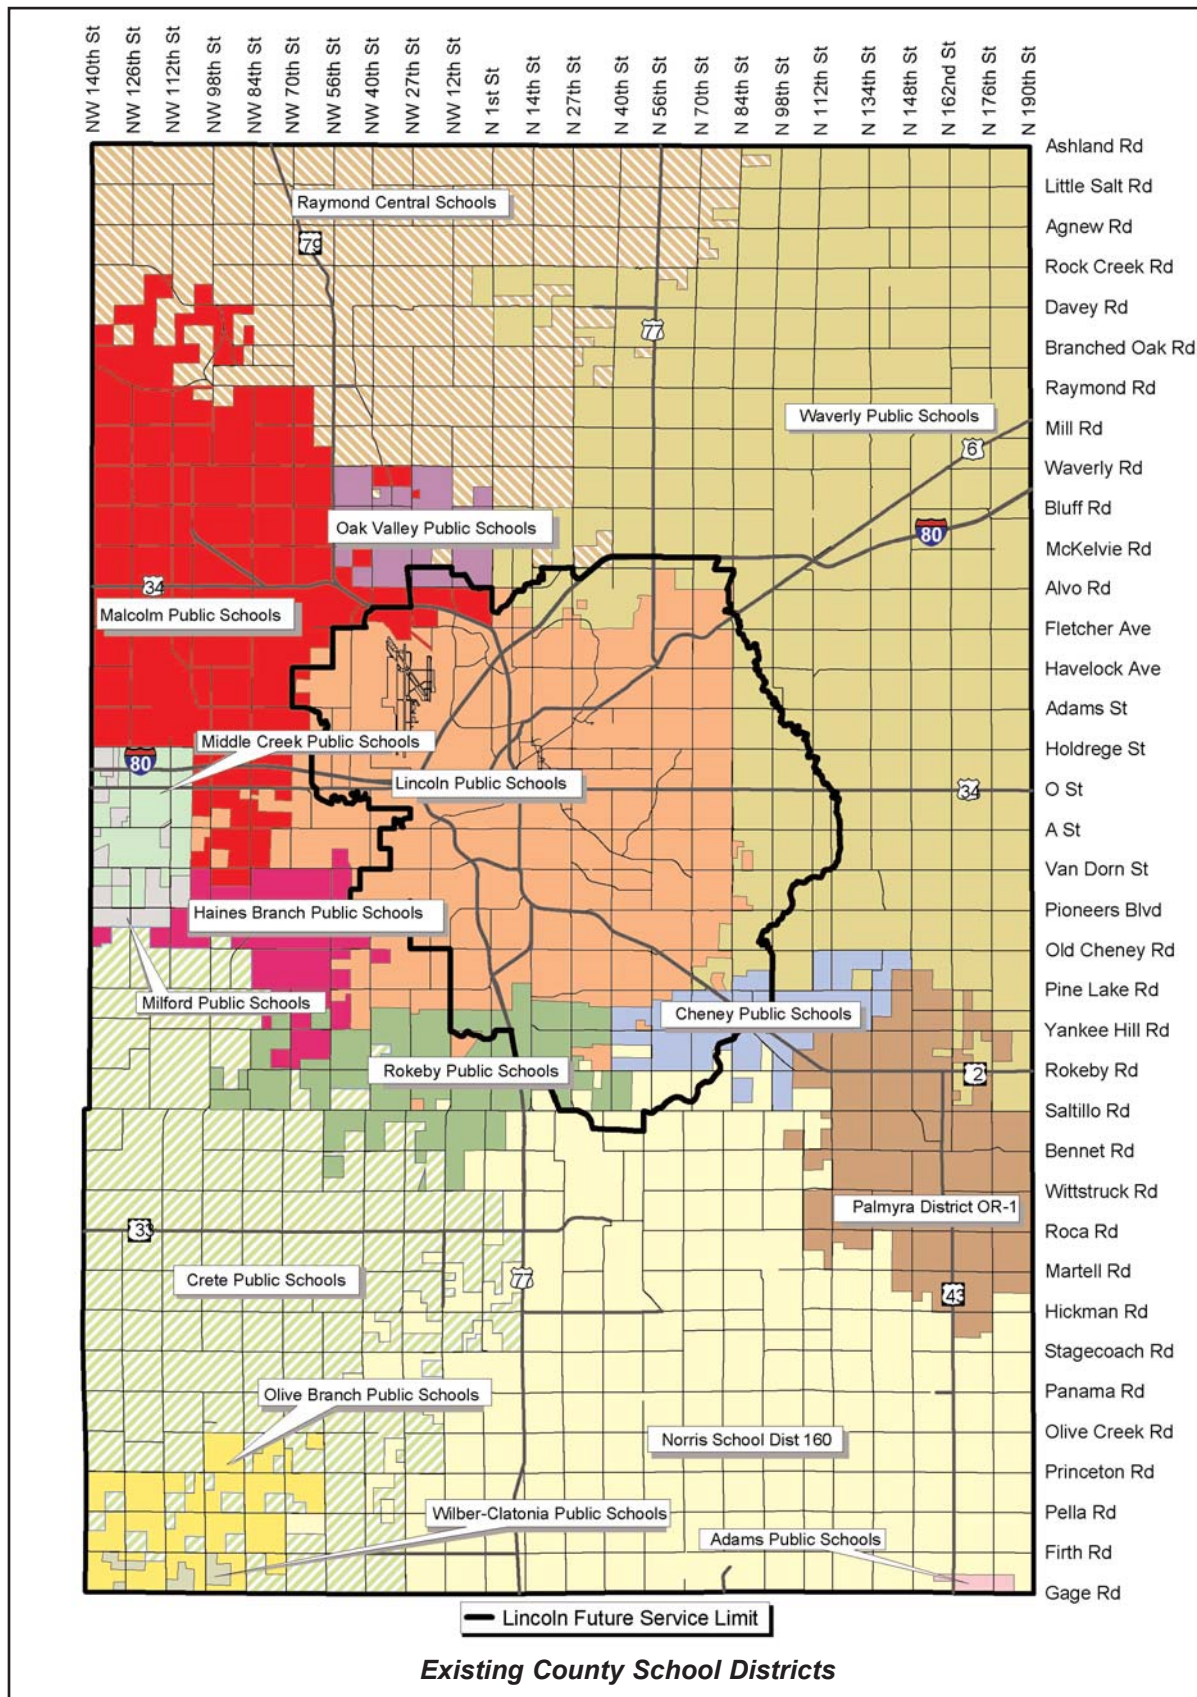 NW 140th St
NW 126th St
NW 112th St
NW 98th St
NW 84th St
NW 70th St
NW 56th St
NW 40th St
NW 27th St
NW 12th St
N 1st St
N 14th St
N 27th St
N 40th St
N 56th St
N 70th St
N 84th St
N 98th St
N 112th St
N 134th St
N 148th St
N 162nd St
N 176th St
N 190th St
Ashland Rd
Little Salt Rd
Raymond Central Schools
Agnew Rd
79
Rock Creek Rd
Davey Rd
77
Branched Oak Rd
Raymond Rd
Waverly Public Schools
Mill Rd
6
Waverly Rd
Bluff Rd
Oak Valley Public Schools
80
McKelvie Rd
34
Alvo Rd
Malcolm Public Schools
Fletcher Ave
Havelock Ave
Adams St
Middle Creek Public Schools
Holdrege St
80
Lincoln Public Schools
34
O St
A St
Van Dorn St
Haines Branch Public Schools
Pioneers Blvd
Old Cheney Rd
Milford Public Schools
Pine Lake Rd
Cheney Public Schools
Yankee Hill Rd
Rokeby Public Schools
2
Rokeby Rd
Saltillo Rd
Bennet Rd
Wittstruck Rd
Palmyra District OR-1
33
Roca Rd
Crete Public Schools
77
Martell Rd
43
Hickman Rd
Stagecoach Rd
Olive Branch Public Schools
Panama Rd
Norris School Dist 160
Olive Creek Rd
Princeton Rd
Wilber-Clatonia Public Schools
Pella Rd
Adams Public Schools
Firth Rd
Gage Rd
Lincoln Future Service Limit
Existing County School Districts